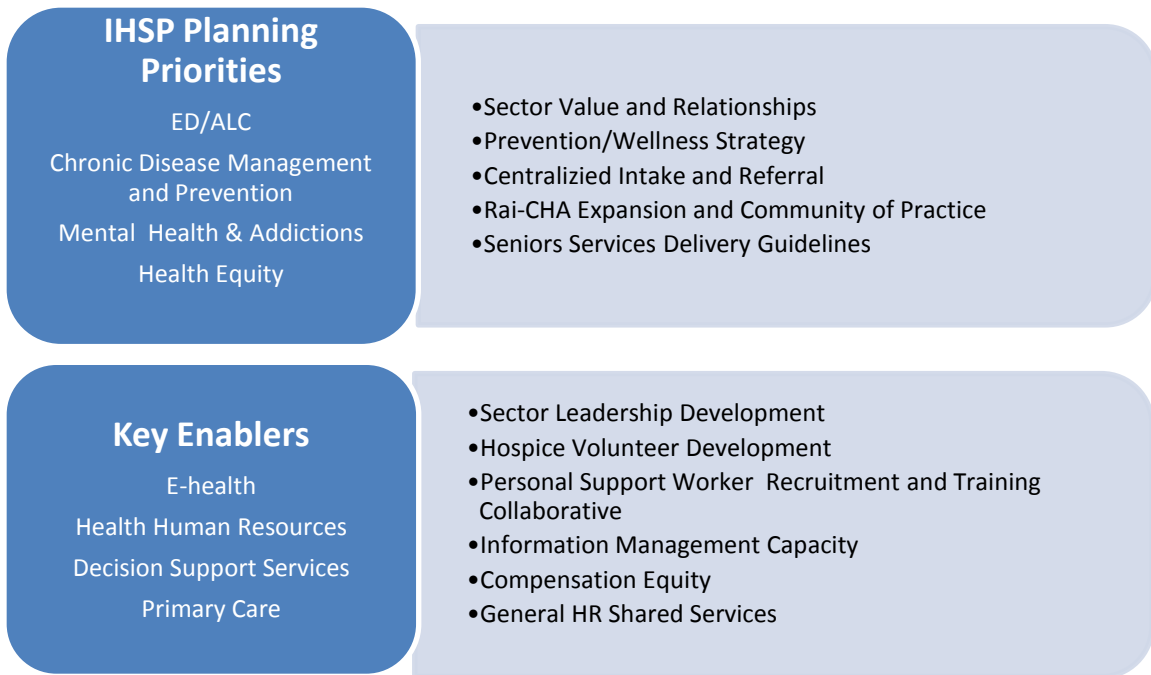 IHSP Planning
Priorities
ED/ALC
Chronic Disease Management
and Prevention
Mental Health & Addictions
Health Equity
•Sector Value and Relationships
•Prevention/Wellness Strategy
•Centralizied Intake and Referral
•Rai-CHA Expansion and Community of Practice
•Seniors Services Delivery Guidelines
Key Enablers
E-health
Health Human Resources
Decision Support Services
Primary Care
•Sector Leadership Development
•Hospice Volunteer Development
•Personal Support Worker Recruitment and Training
Collaborative
•Information Management Capacity
•Compensation Equity
•General HR Shared Services